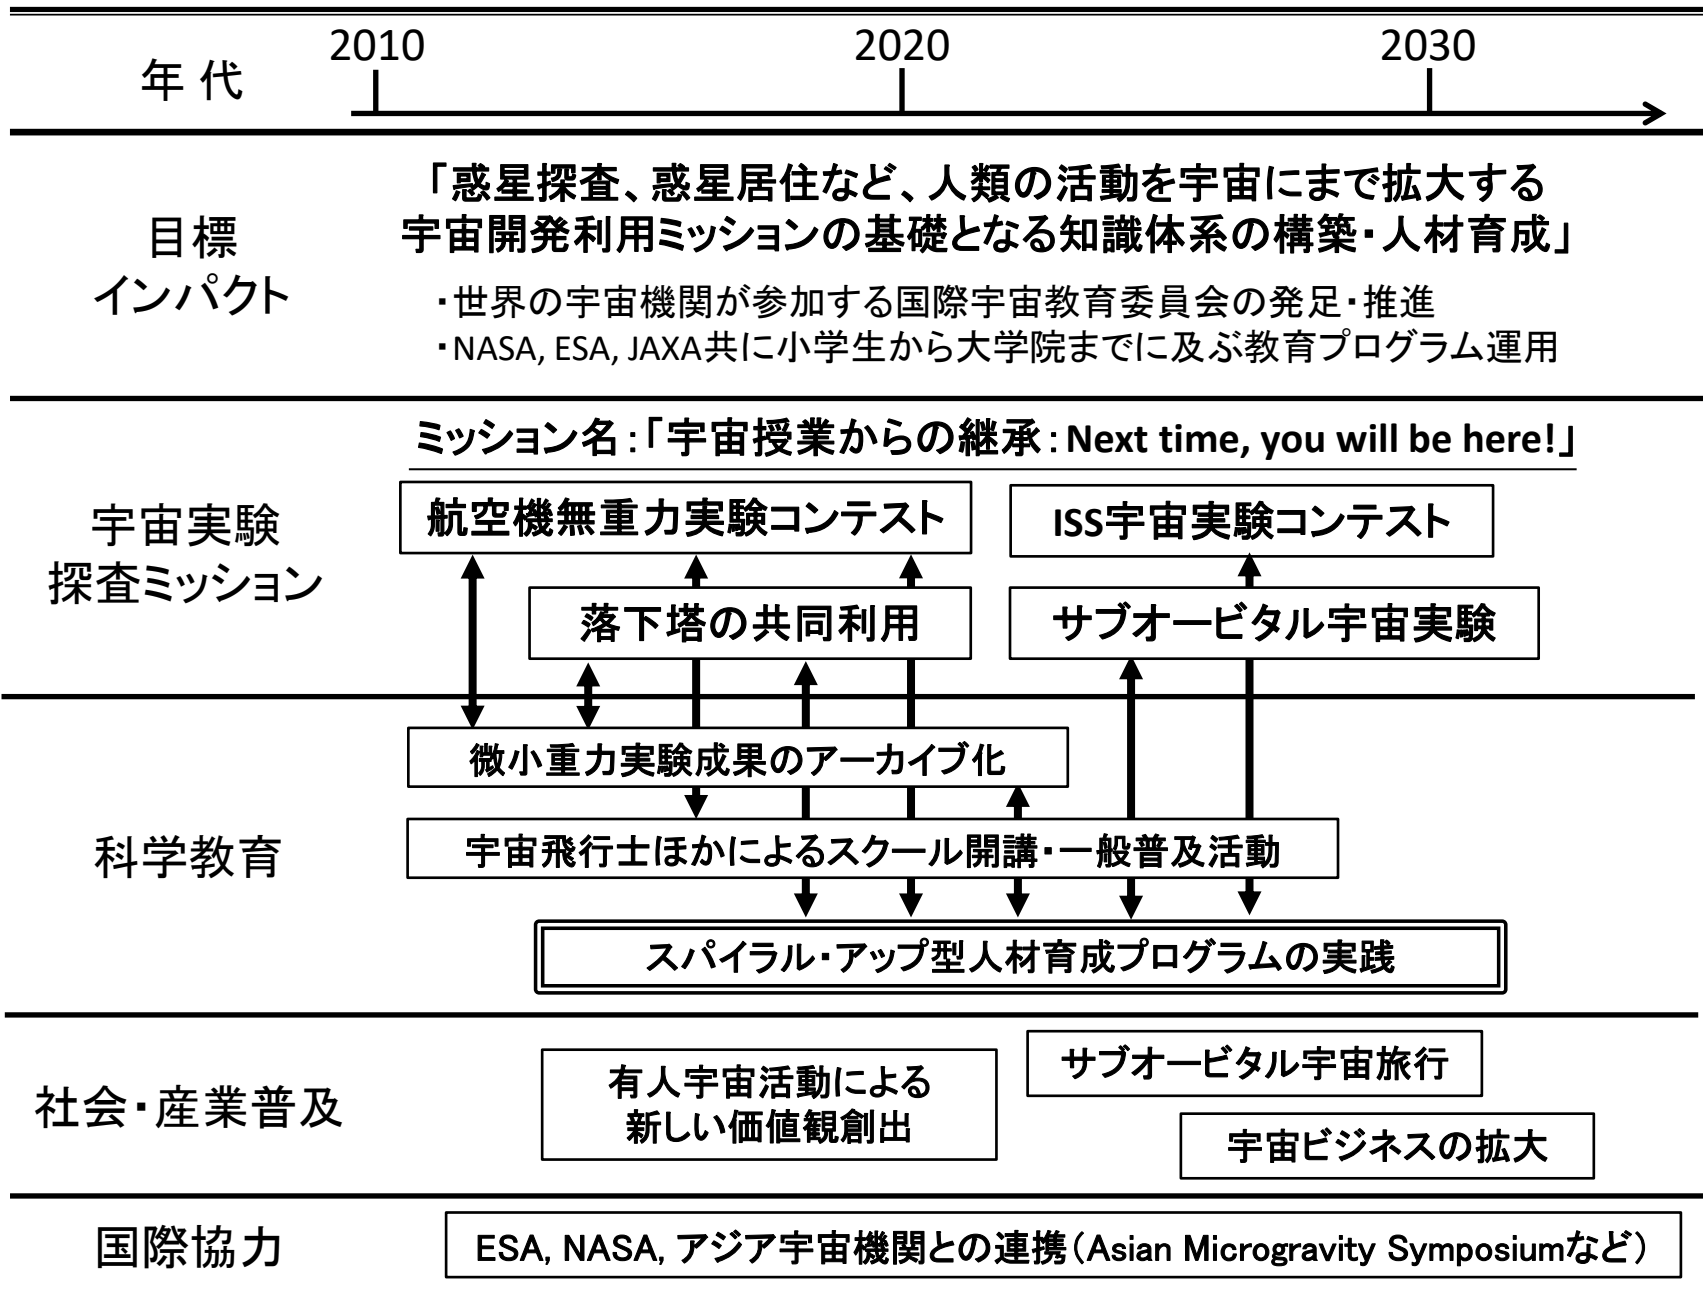 年代
2010
2020
2030
目標
インパクト
「惑星探査、惑星居住など、人類の活動を宇宙にまで拡大する
宇宙開発利用ミッションの基礎となる知識体系の構築・人材育成」
・世界の宇宙機関が参加する国際宇宙教育委員会の発足・推進
・NASA, ESA, JAXA共に小学生から大学院までに及ぶ教育プログラム運用
宇宙実験
探査ミッション
ミッション名：「宇宙授業からの継承：Next time, you will be here!」
航空機無重力実験コンテスト
ISS宇宙実験コンテスト
落下塔の共同利用
サブオービタル宇宙実験
科学教育
微小重力実験成果のアーカイブ化
宇宙飛行士ほかによるスクール開講・一般普及活動
スパイラル・アップ型人材育成プログラムの実践
社会・産業普及
有人宇宙活動による
新しい価値観創出
サブオービタル宇宙旅行
宇宙ビジネスの拡大
国際協力
ESA, NASA, アジア宇宙機関との連携（Asian Microgravity Symposiumなど）